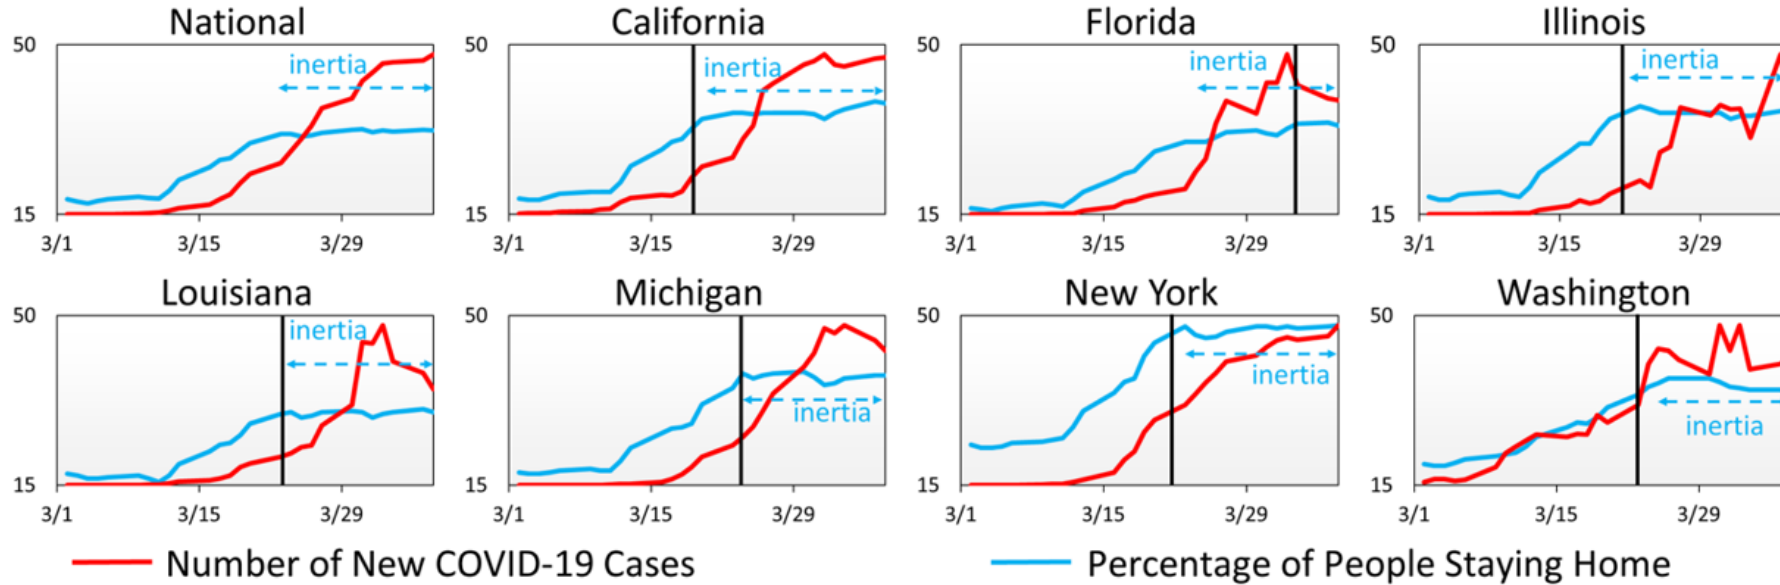 National
50
inertia
15
3/1 3/15 3/29
California
50
inertia
15
3/1 3/15 3/29
Florida
50
inertia
15
3/1 3/15 3/29
Illinois
50
inertia
15
3/1 3/15 3/29
Louisiana
50
inertia
15
3/1 3/15 3/29
Michigan
50
inertia
15
3/1 3/15 3/29
New York
50
inertia
15
3/1 3/15 3/29
Washington
50
inertia
15
3/1 3/15 3/29
Number of New COVID-19 Cases
Percentage of People Staying Home